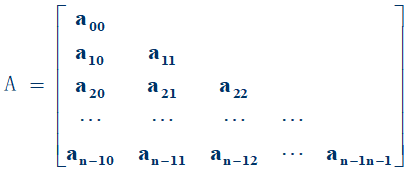 a00
a10 a11
A = a20 a21 a22
... ... ... ...
an-10 an-11 an-12 ... an-1n-1